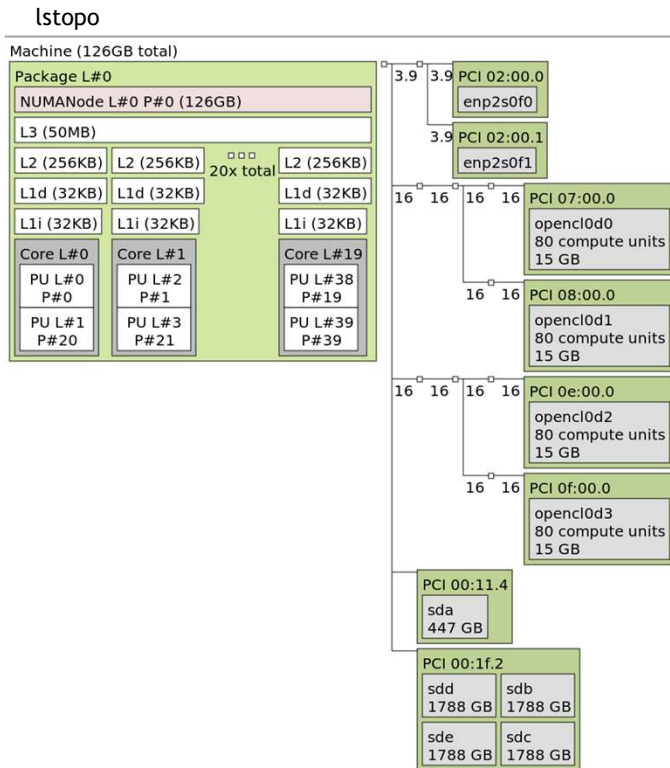 lstopo
Machine (126GB total)
Package L#0
NUMANode L#0 P#0 (126GB)
L3 (50MB)
L2 (256KB) L2 (256KB) 20x total L2 (256KB)
L1d (32KB) L1d (32KB) L1d (32KB)
L1i (32KB) L1i (32KB) L1i (32KB)
Core L#0
PU L#0
P#0
PU L#1
P#20
Core L#1
PU L#2
P#1
PU L#3
P#21
Core L#19
PU L#38
P#19
PU L#39
P#39
3.9 3.9 PCI 02:00.0
enp2s0f0
3.9 PCI 02:00.1
enp2s0f1
16 16 16 16 PCI 07:00.0
opencl0d0
80 compute units
15 GB
16 16 PCI 08:00.0
opencl0d1
80 compute units
15 GB
16 16 16 16 PCI 0e:00.0
opencl0d2
80 compute units
15 GB
16 16 PCI 0f:00.0
opencl0d3
80 compute units
15 GB
PCI 00:11.4
sda
447 GB
PCI 00:1f.2
sdd sdb
1788 GB 1788 GB
sde sdc
1788 GB 1788 GB